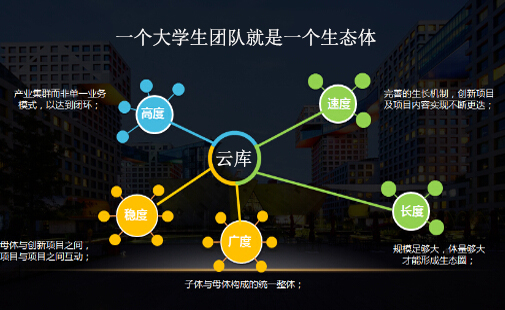 一个大学生团队就是一个生态体
产业集群而非单一业务
模式，以达到闭环；
高度
速度
完善的生长机制，创新项目
及项目内容实现不断更迭；
云库
稳度
母体与创新项目之间，
项目与项目之间互动；
广度
子体与母体构成的统一整体；
长度
规模足够大，体量够大
才能形成生态圈；